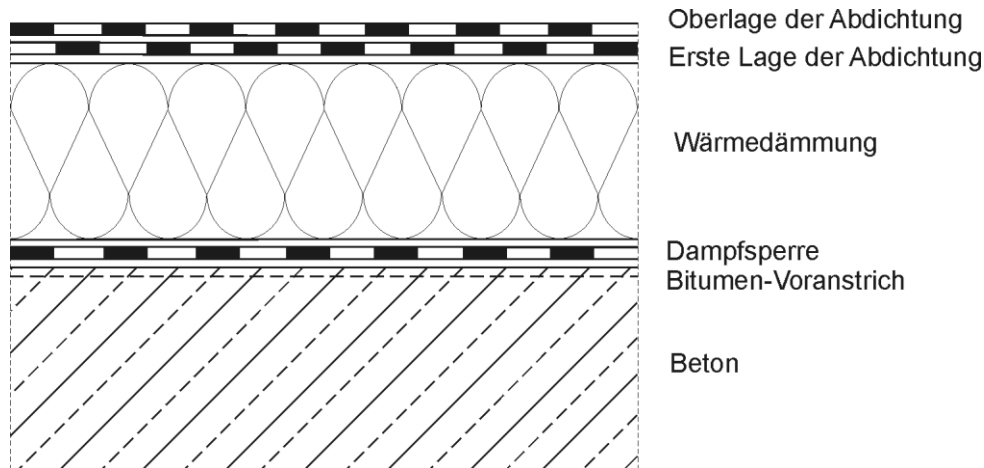 Oberlage der Abdichtung
Erste Lage der Abdichtung
Wärmedämmung
Dampfsperre
Bitumen-Voranstrich
Beton